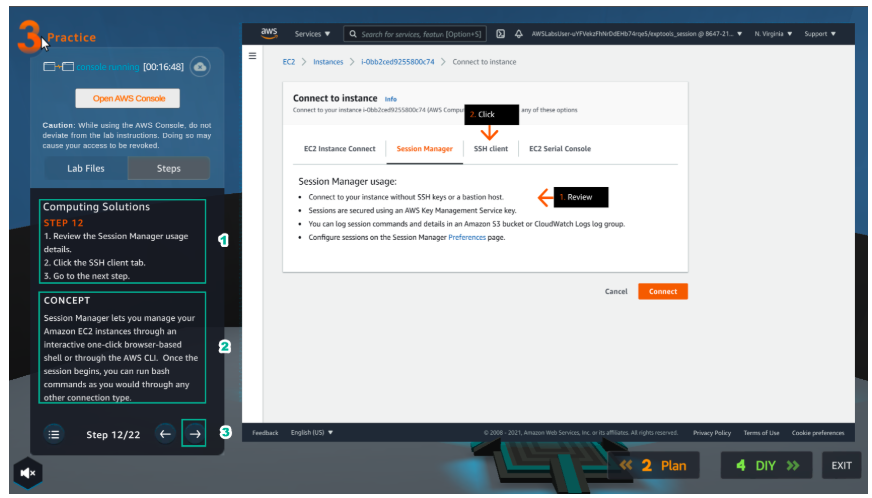 3 Practice
console running [00:16:48]
Open AWS Console
Caution: While using the AWS Console, do not
deviate from the lab instructions. Doing so may
cause your access to be revoked.
Lab Files Steps
Computing Solutions
STEP 12
1. Review the Session Manager usage
details.
2. Click the SSH client tab.
3. Go to the next step.
1
CONCEPT
Session Manager lets you manage your
Amazon EC2 instances through an
interactive one-click browser-based
shell or through the AWS CLI. Once the
session begins, you can run bash
commands as you would through any
other connection type.
2
Step 12/22
3
aws Services ▼ Search for services, featur [Option+S] AWSLabsUser-uYFVekzFhNrDdEHb74rqe5/exptools_session @ 8647-21... ▼ N. Virginia ▼ Support ▼
EC2 > Instances > i-0bb2ced9255800c74 > Connect to instance
Connect to instance Info
Connect to your instance i-0bb2ced9255800c74 (AWS Compu any of these options
2. Click
EC2 Instance Connect Session Manager SSH client EC2 Serial Console
Session Manager usage:
• Connect to your instance without SSH keys or a bastion host.
1. Review
• Sessions are secured using an AWS Key Management Service key.
• You can log session commands and details in an Amazon S3 bucket or CloudWatch Logs log group.
• Configure sessions on the Session Manager Preferences page.
Cancel Connect
Feedback English (US) ▼ © 2008 - 2021, Amazon Web Services, Inc. or its affiliates. All rights reserved. Privacy Policy Terms of Use Cookie preferences
2 Plan 4 DIY EXIT